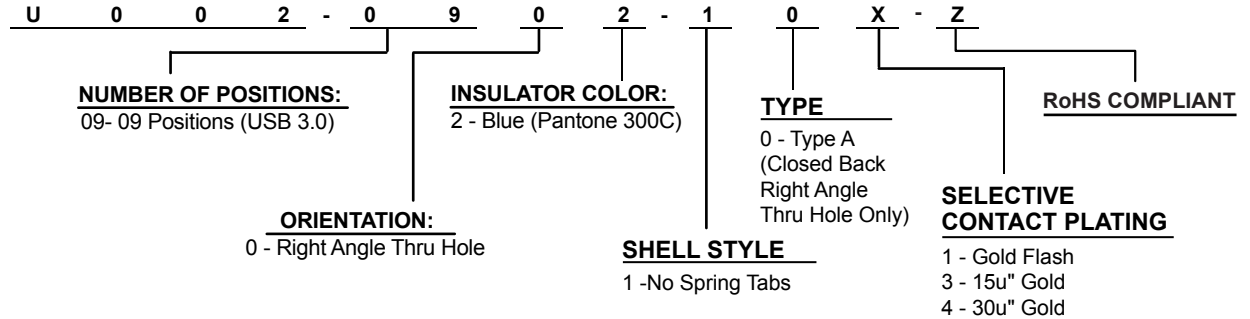 U 0 0 2 - 0 9 0 2 - 1 0 X - Z
NUMBER OF POSITIONS:
09- 09 Positions (USB 3.0)
INSULATOR COLOR:
2 - Blue (Pantone 300C)
TYPE
0 - Type A
(Closed Back
Right Angle
Thru Hole Only)
RoHS COMPLIANT
ORIENTATION:
0 - Right Angle Thru Hole
SHELL STYLE
1 -No Spring Tabs
SELECTIVE
CONTACT PLATING
1 - Gold Flash
3 - 15u" Gold
4 - 30u" Gold